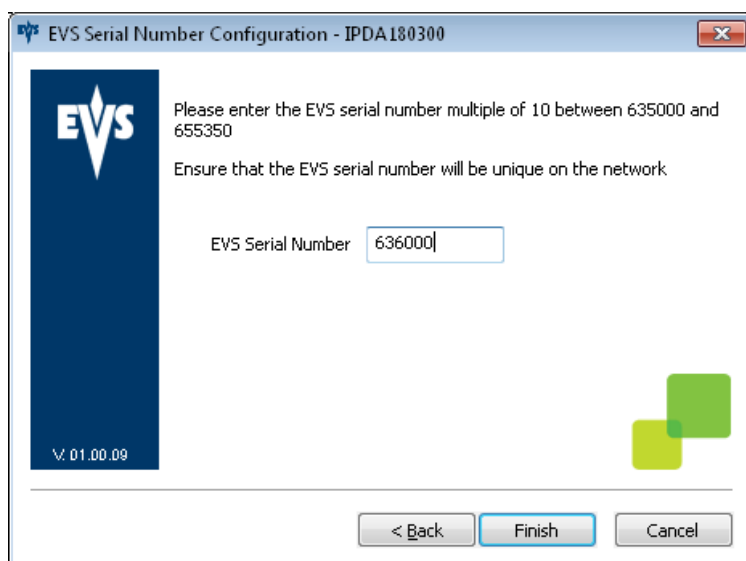 EVS Serial Number Configuration - IPDA180300
EVS
Please enter the EVS serial number multiple of 10 between 635000 and
655350
Ensure that the EVS serial number will be unique on the network
EVS Serial Number 636000
V. 01.00.09
< Back Finish Cancel